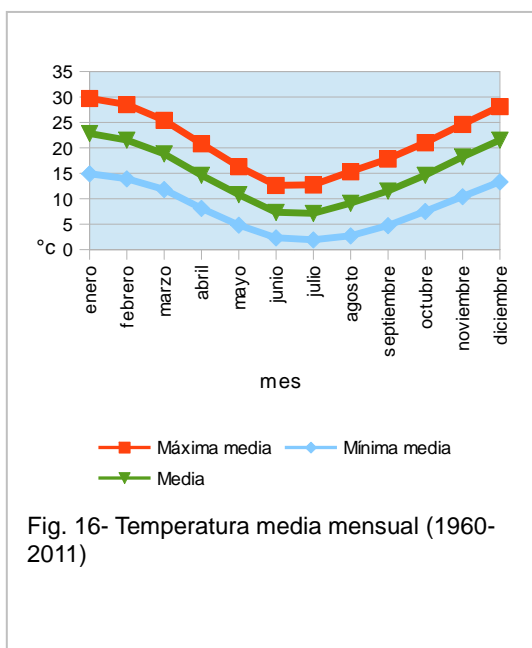 35
30
25
20
15
10
5
°c 0
enero
febrero
marzo
abril
mayo
junio
julio
agosto
septiembre
octubre
noviembre
diciembre
mes
Máxima media Mínima media
Media
Fig. 16- Temperatura media mensual (1960-
2011)